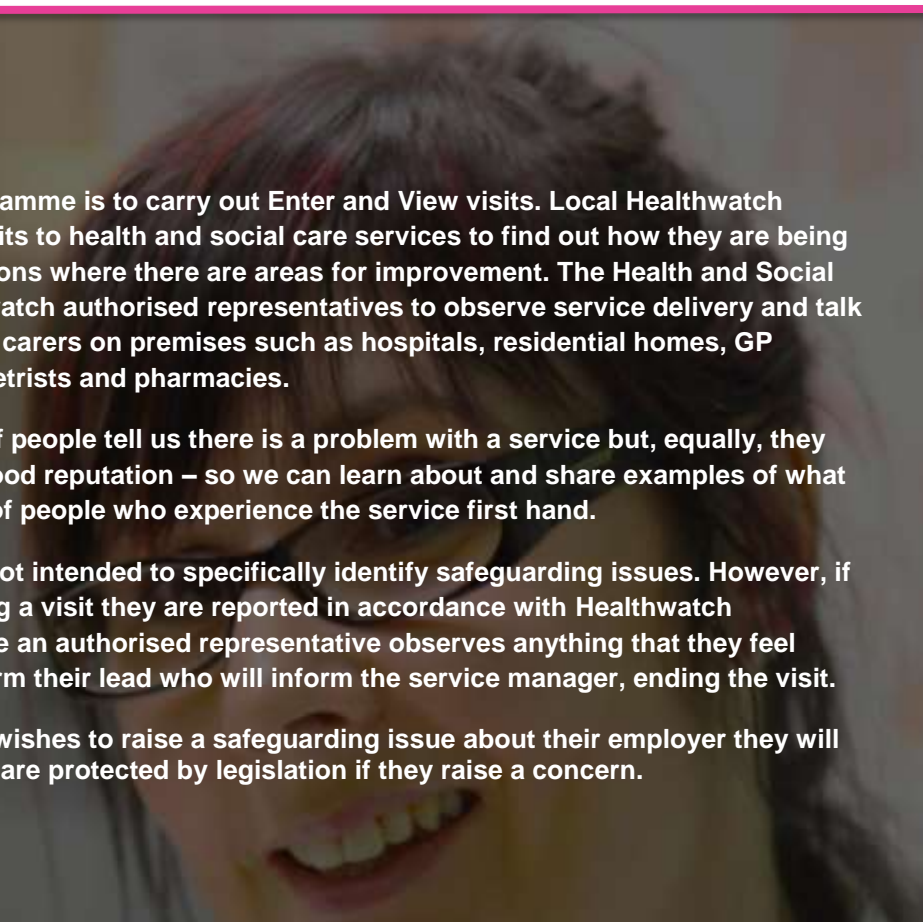 amme is to carry out Enter and View visits. Local Healthwatch
its to health and social care services to find out how they are being
ons where there are areas for improvement. The Health and Social
atch authorised representatives to observe service delivery and talk
carers on premises such as hospitals, residential homes, GP
etrists and pharmacies.
f people tell us there is a problem with a service but, equally, they
ood reputation – so we can learn about and share examples of what
of people who experience the service first hand.
ot intended to specifically identify safeguarding issues. However, if
g a visit they are reported in accordance with Healthwatch
e an authorised representative observes anything that they feel
rm their lead who will inform the service manager, ending the visit.
wishes to raise a safeguarding issue about their employer they will
are protected by legislation if they raise a concern.